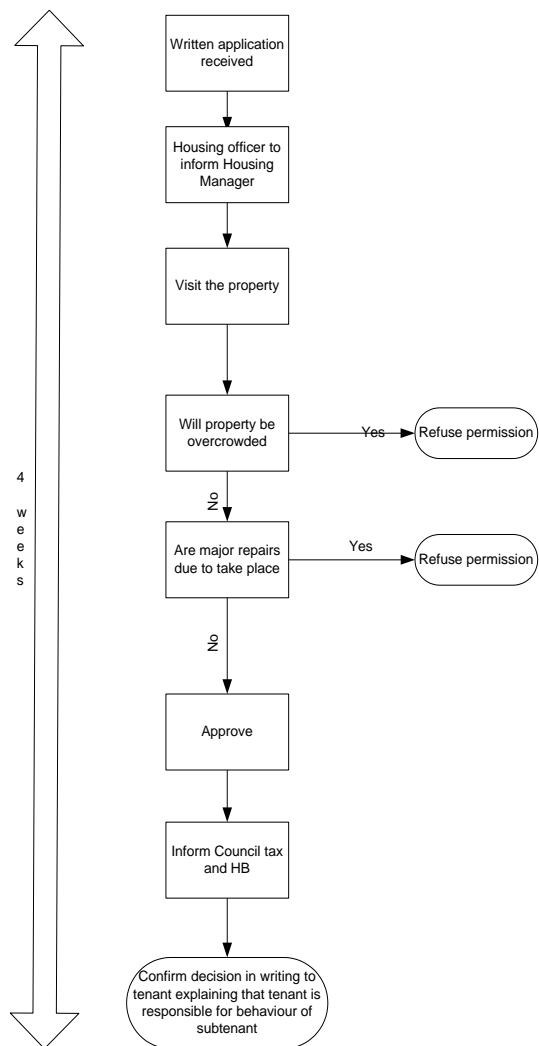 Written application
received
Housing officer to
inform Housing
Manager
Visit the property
Will property be
overcrowded
Yes
Refuse permission
No
4 weeks
Are major repairs
due to take place
Yes
Refuse permission
No
Approve
Inform Council tax
and HB
Confirm decision in writing to
tenant explaining that tenant is
responsible for behaviour of
subtenant